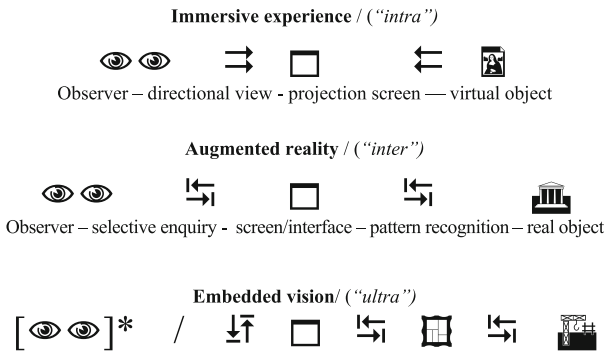 Immersive experience / (“intra”)
Observer – directional view - projection screen — virtual object
Augmented reality / (“inter”)
Observer – selective enquiry - screen/interface – pattern recognition – real object
Embedded vision/ (“ultra”)
[ ]* /